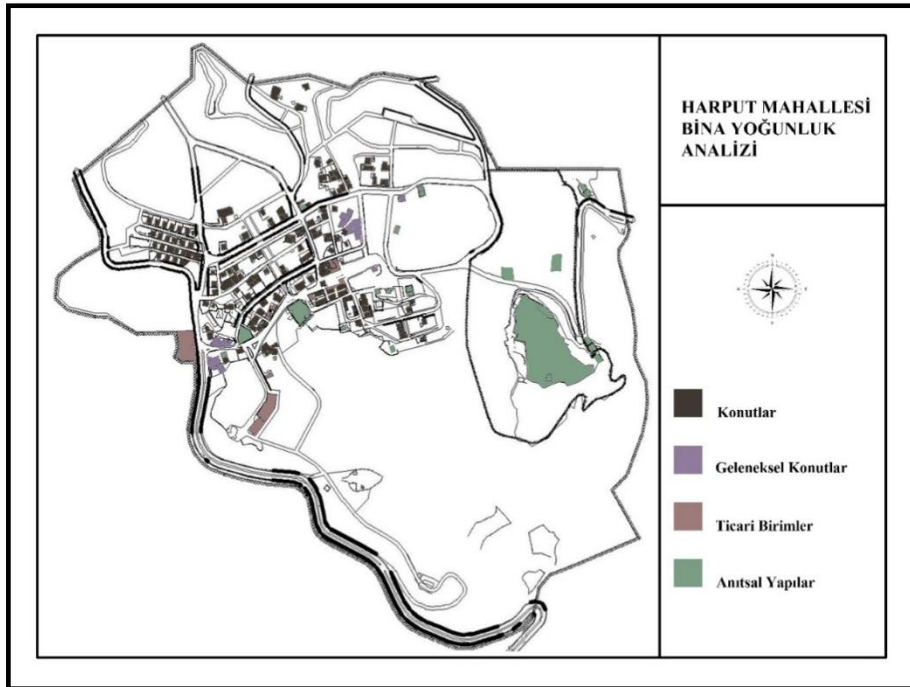 HARPUT MAHALLESİ
BİNA YOĞUNLUK
ANALİZİ
Konutlar
Geleneksel Konutlar
Ticari Birimler
Anıtsal Yapılar